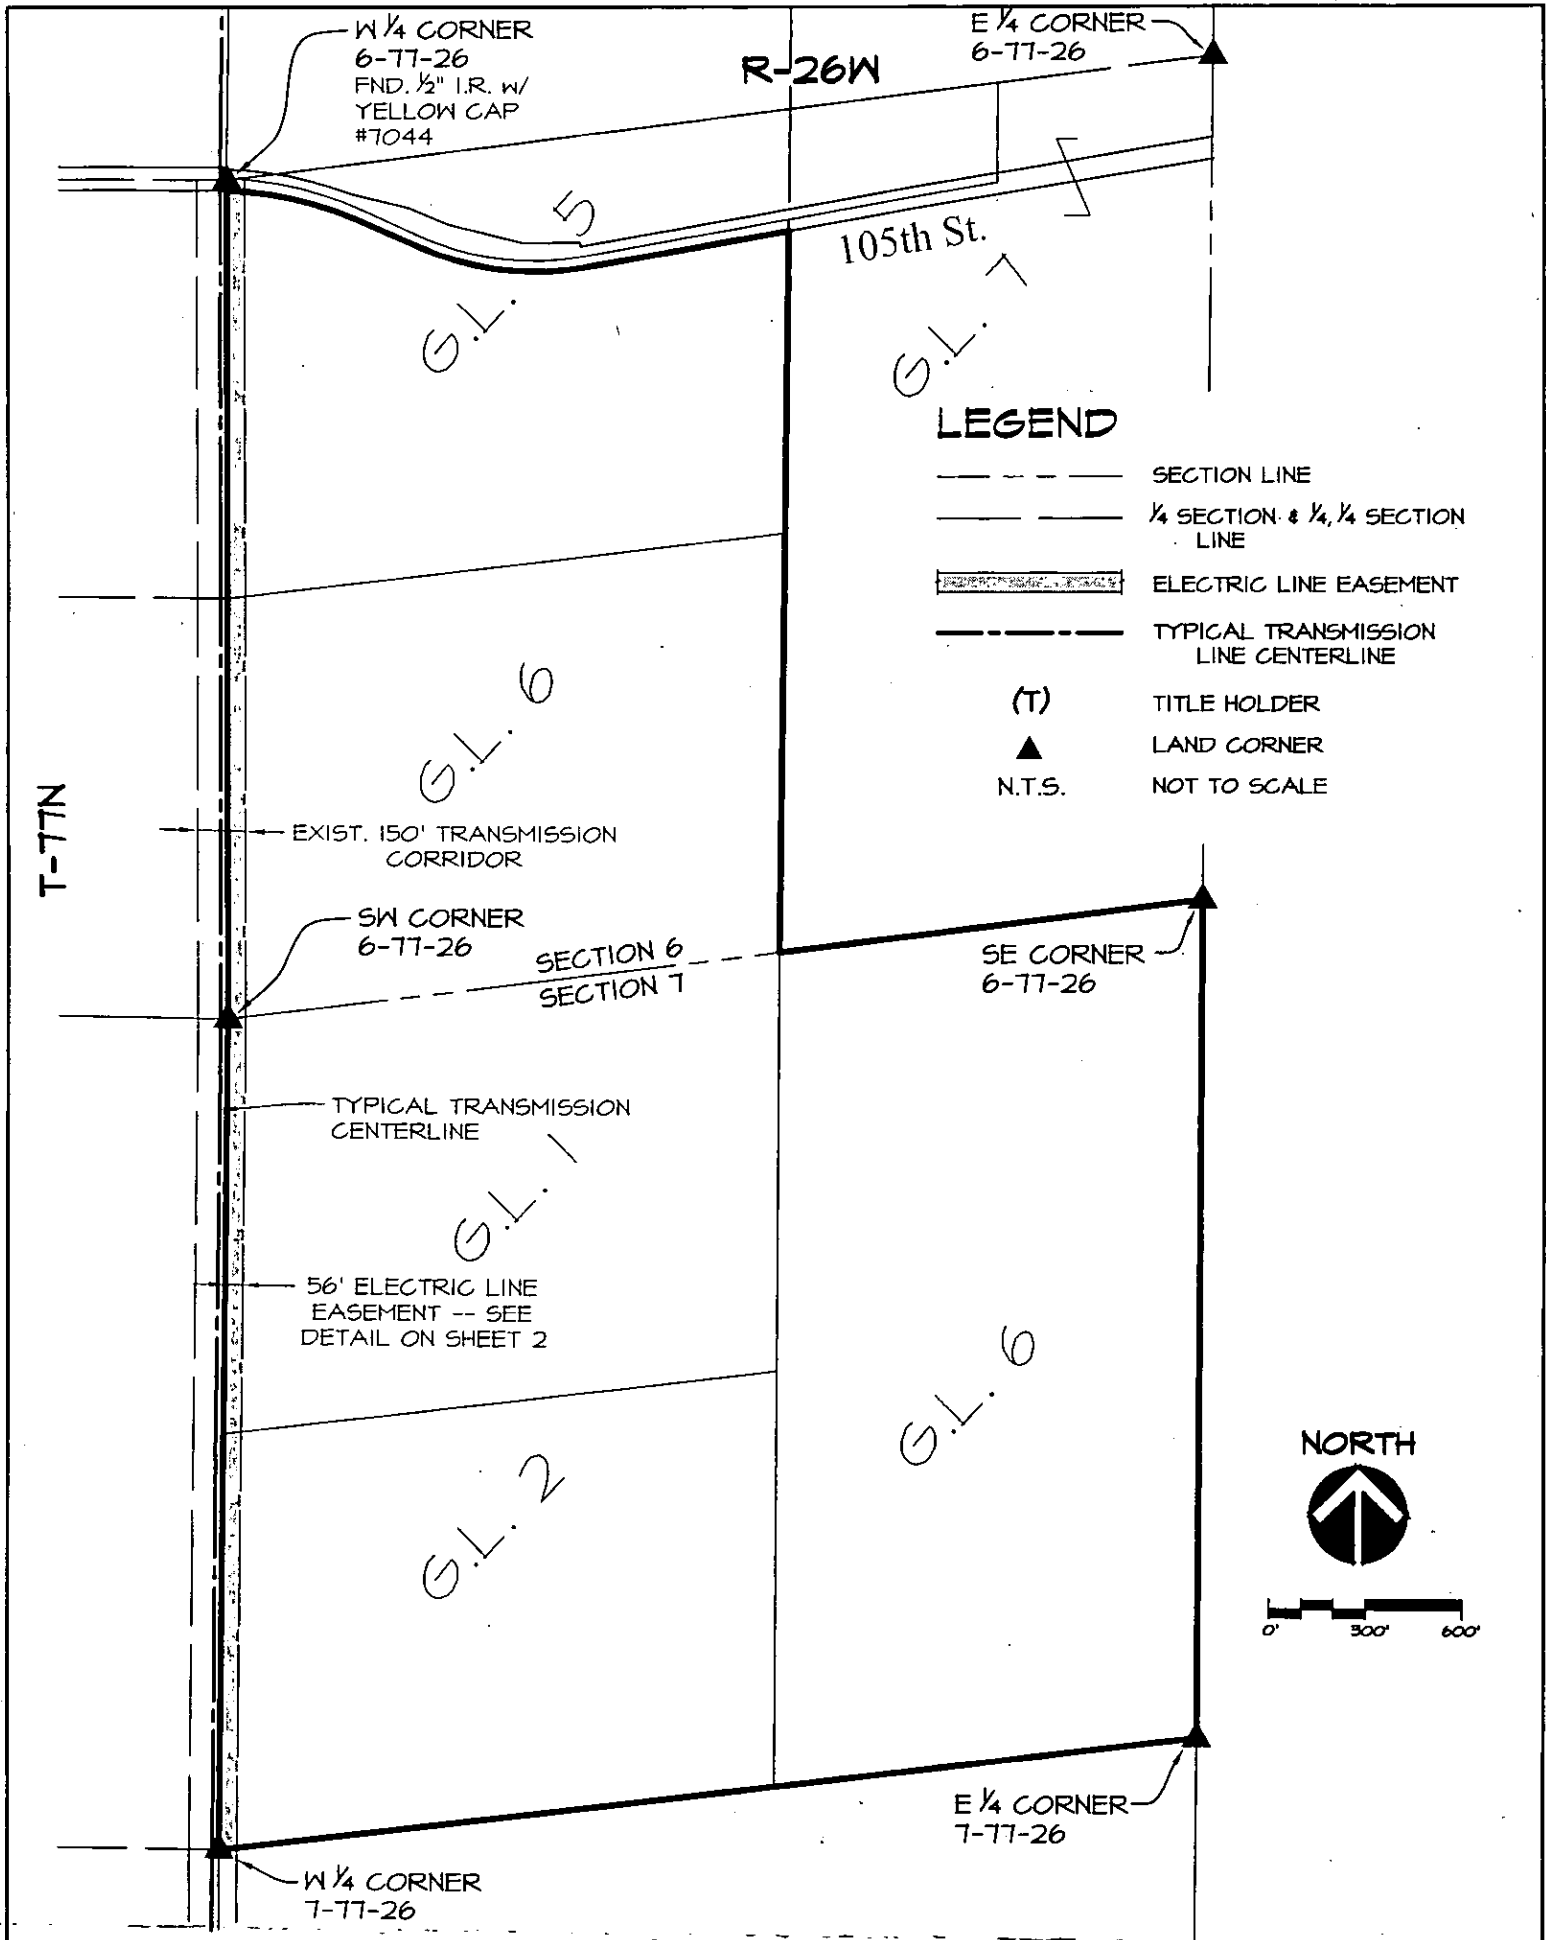 W ¼ CORNER
6-77-26
FND. ½" I.R. W/
YELLOW CAP
#7044
R-26W
E ¼ CORNER
6-77-26
105th St.
G.L. 5
G.L. 7
LEGEND
SECTION LINE
¼ SECTION & ¼, ¼ SECTION
LINE
ELECTRIC LINE EASEMENT
TYPICAL TRANSMISSION
LINE CENTERLINE
(T) TITLE HOLDER
LAND CORNER
N.T.S. NOT TO SCALE
G.L. 6
T-77N
EXIST. 150' TRANSMISSION
CORRIDOR
SW CORNER
6-77-26
SECTION 6
SECTION 7
SE CORNER
6-77-26
TYPICAL TRANSMISSION
CENTERLINE
G.L. 1
56' ELECTRIC LINE
EASEMENT -- SEE
DETAIL ON SHEET 2
G.L. 6
G.L. 2
NORTH
0' 300' 600'
E ¼ CORNER
7-77-26
W ¼ CORNER
7-77-26